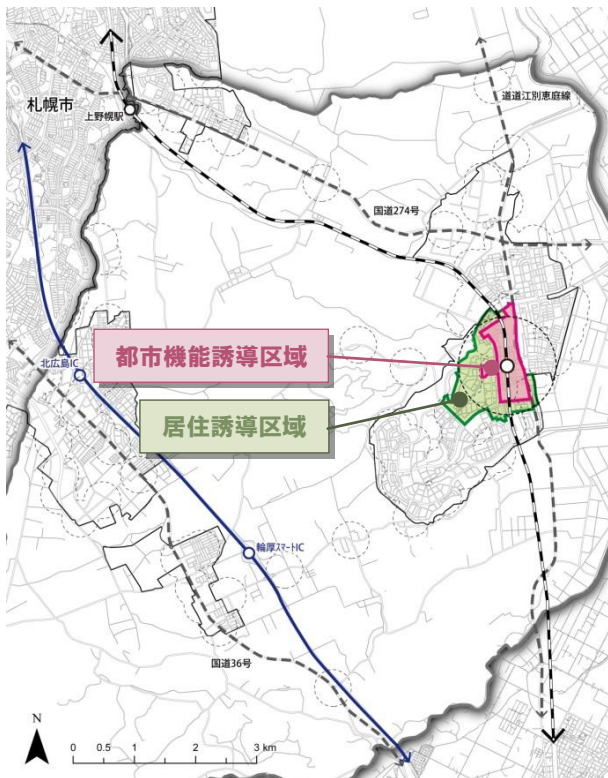 札幌市
上野幌駅
道道江別恵庭線
国道274号
都市機能誘導区域
北広島IC
居住誘導区域
輪厚スマートIC
国道36号
N
0 0.5 1 2 3 km